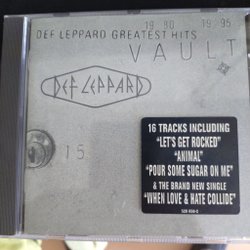 19 80 19 95
DEF LEPPARD GREATEST HITS
VAULT
DEF LEPPARD
15
16 TRACKS INCLUDING
"LET'S GET ROCKED"
"ANIMAL"
"POUR SOME SUGAR ON ME"
& THE BRAND NEW SINGLE
"WHEN LOVE & HATE COLLIDE"